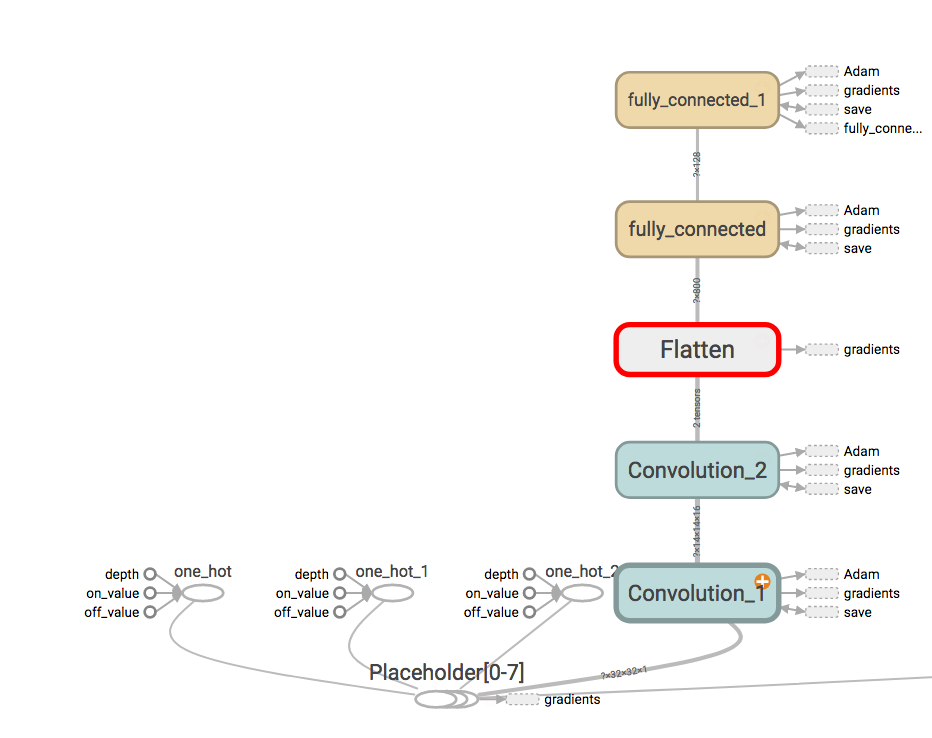 fully_connected_1
Adam
gradients
save
fully_conne...
?×128
fully_connected
Adam
gradients
save
?×800
Flatten
gradients
2 tensors
Convolution_2
Adam
gradients
save
?×14×14×16
depth
on_value
off_value
one_hot
depth
on_value
off_value
one_hot_1
depth
on_value
off_value
one_hot_2
Convolution_1
Adam
gradients
save
Placeholder[0-7]
?×32×32×1
gradients